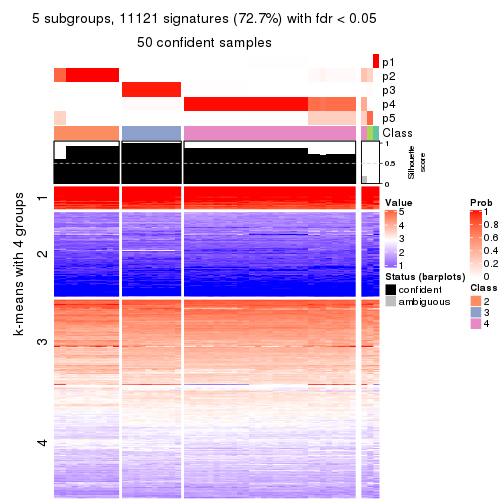 5 subgroups, 11121 signatures (72.7%) with fdr < 0.05
50 confident samples
p1
p2
p3
p4
p5
Class
1
0.5
0
Silhouette
score
k-means with 4 groups
1
2
3
4
Value
5
4
3
2
1
Status (barplots)
confident
ambiguous
Prob
1
0.8
0.6
0.4
0.2
0
Class
2
3
4